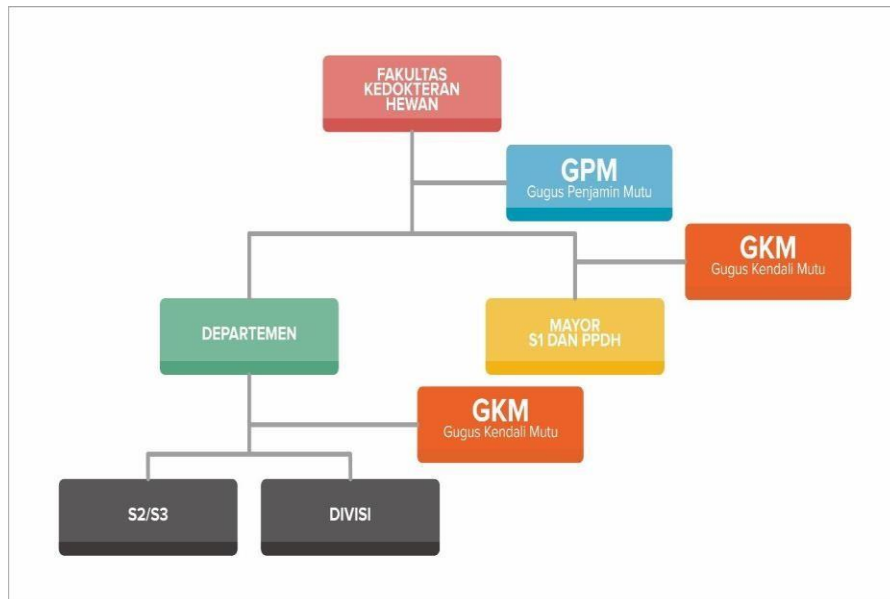 FAKULTAS
KEDOKTERAN
HEWAN
GPM
Gugus Penjamin Mutu
GKM
Gugus Kendali Mutu
DEPARTEMEN
MAYOR
S1 DAN PPDH
GKM
Gugus Kendali Mutu
S2/S3
DIVISI